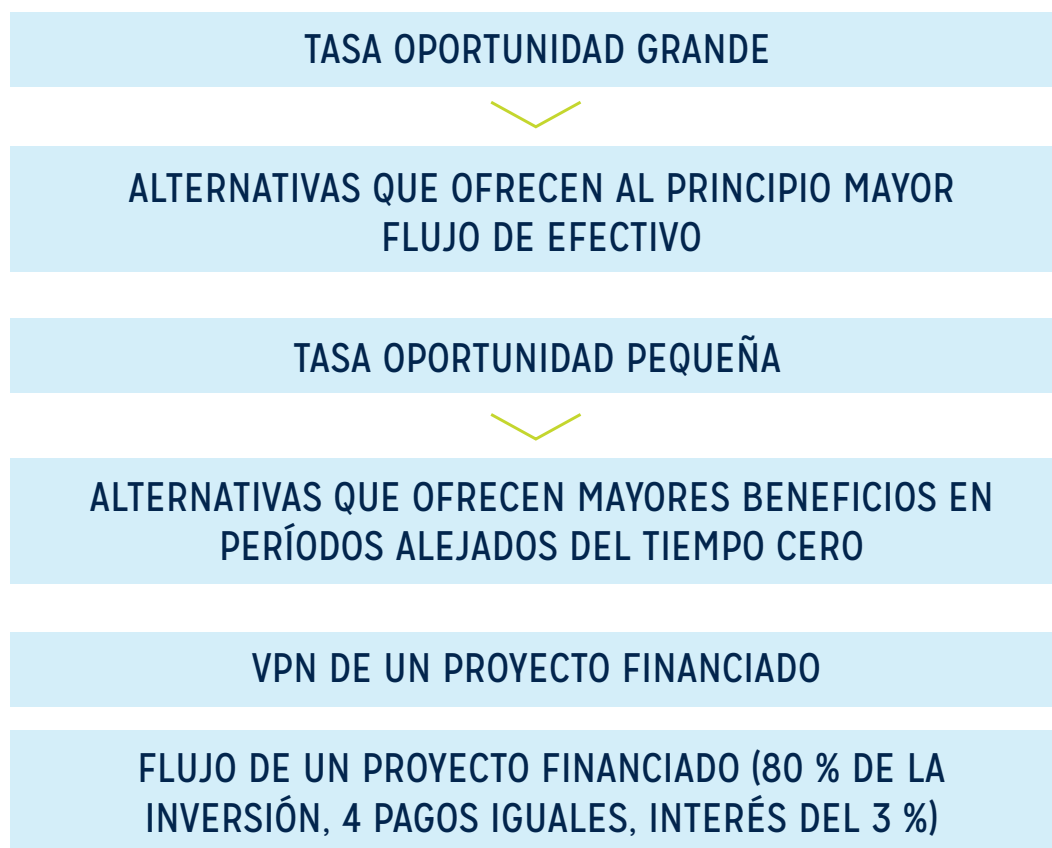 TASA OPORTUNIDAD GRANDE
ALTERNATIVAS QUE OFRECEN AL PRINCIPIO MAYOR
FLUJO DE EFECTIVO
TASA OPORTUNIDAD PEQUEÑA
ALTERNATIVAS QUE OFRECEN MAYORES BENEFICIOS EN
PERÍODOS ALEJADOS DEL TIEMPO CERO
VPN DE UN PROYECTO FINANCIADO
FLUJO DE UN PROYECTO FINANCIADO (80 % DE LA
INVERSIÓN, 4 PAGOS IGUALES, INTERÉS DEL 3 %)